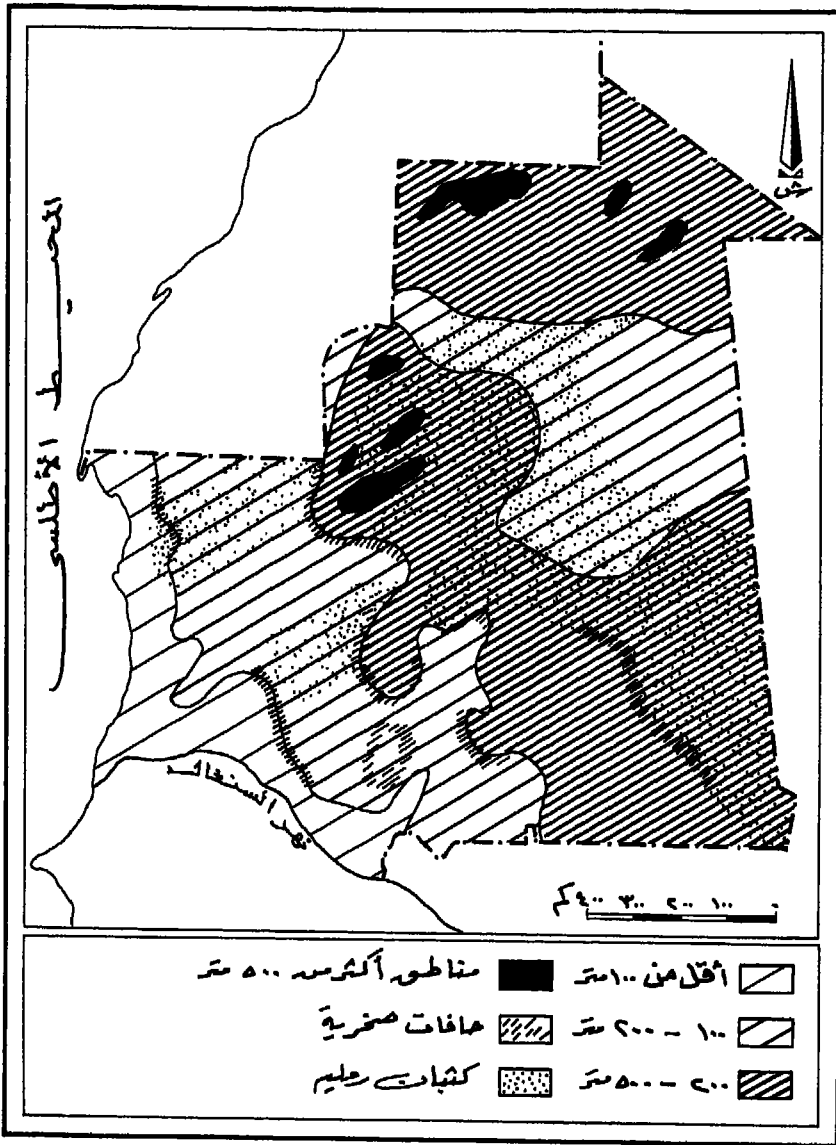 ش
المحيط الأطلسي
نهر السنغال
٤٠٠ كم ٣٠٠ ٢٠٠ ١٠٠ ٠
أقل من ١٠٠ متر
مناطق أكثر من ٥٠٠ متر
١٠٠ - ٢٠٠ متر
حافات صخرية
٢٠٠ - ٥٠٠ متر
كثبان رملية